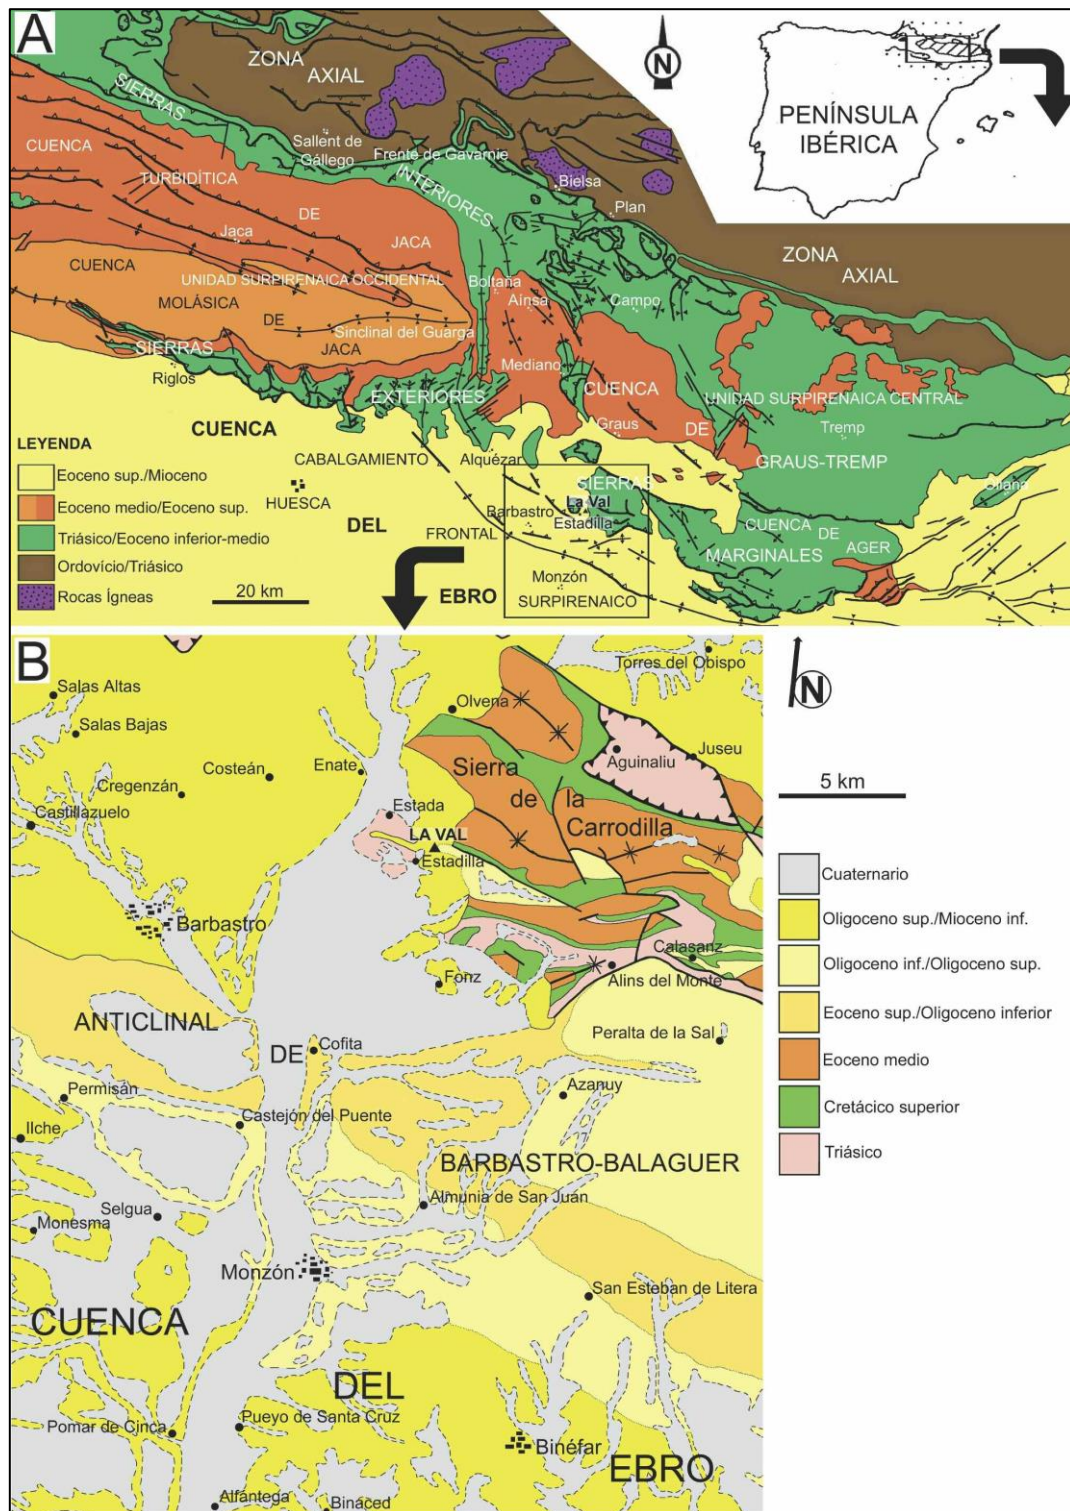 A
ZONA
AXIAL
SIERRAS
Sallent de
Gállego
Frente de Gavarnie
INTERIORES
Bielsa
Plan
N
PENÍNSULA
IBÉRICA
ZONA
AXIAL
CUENCA
TURBIDÍTICA
DE
JACA
Jaca
CUENCA
UNIDAD SURPIRENAICA OCCIDENTAL
MOLÁSICA
DE
Sinclinal del Guarga
JACA
Boltaña
Aínsa
Campo
SIERRAS
Riglos
EXTERIORES
Mediano
CUENCA
DE
Graus
UNIDAD SURPIRENAICA CENTRAL
Tremp
GRAUS-TREMP
Oliana
CUENCA
CABALGAMIENTO
Alquézar
SIERRAS
La Val
Estadilla
Barbastro
CUENCA
DE
AGER
MARGINALES
HUESCA
DEL
FRONTAL
EBRO
Monzón
SURPIRENAICO
LEYENDA
Eoceno sup./Mioceno
Eoceno medio/Eoceno sup.
Triásico/Eoceno inferior-medio
Ordovício/Triásico
Rocas Ígneas
20 km
B
Torres del Obispo
Salas Altas
Olvena
Salas Bajas
Juseu
Aguinaliu
Costeán
Enate
Sierra
de
la
Carrodilla
Cregenzán
Castillazuelo
Estada
LA VAL
Estadilla
Barbastro
Calasanz
Fonz
Alins del Monte
ANTICLINAL
DE
Cofita
Peralta de la Sal
Permisán
Azanuy
Castejón del Puente
Ilche
BARBASTRO-BALAGUER
Almunia de San Juán
Selgua
Monesma
Monzón
San Esteban de Litera
CUENCA
DEL
Pueyo de Santa Cruz
Pomar de Cinca
Binéfar
EBRO
Alfántega
Binaced
N
5 km
Cuaternario
Oligoceno sup./Mioceno inf.
Oligoceno inf./Oligoceno sup.
Eoceno sup./Oligoceno inferior
Eoceno medio
Cretácico superior
Triásico